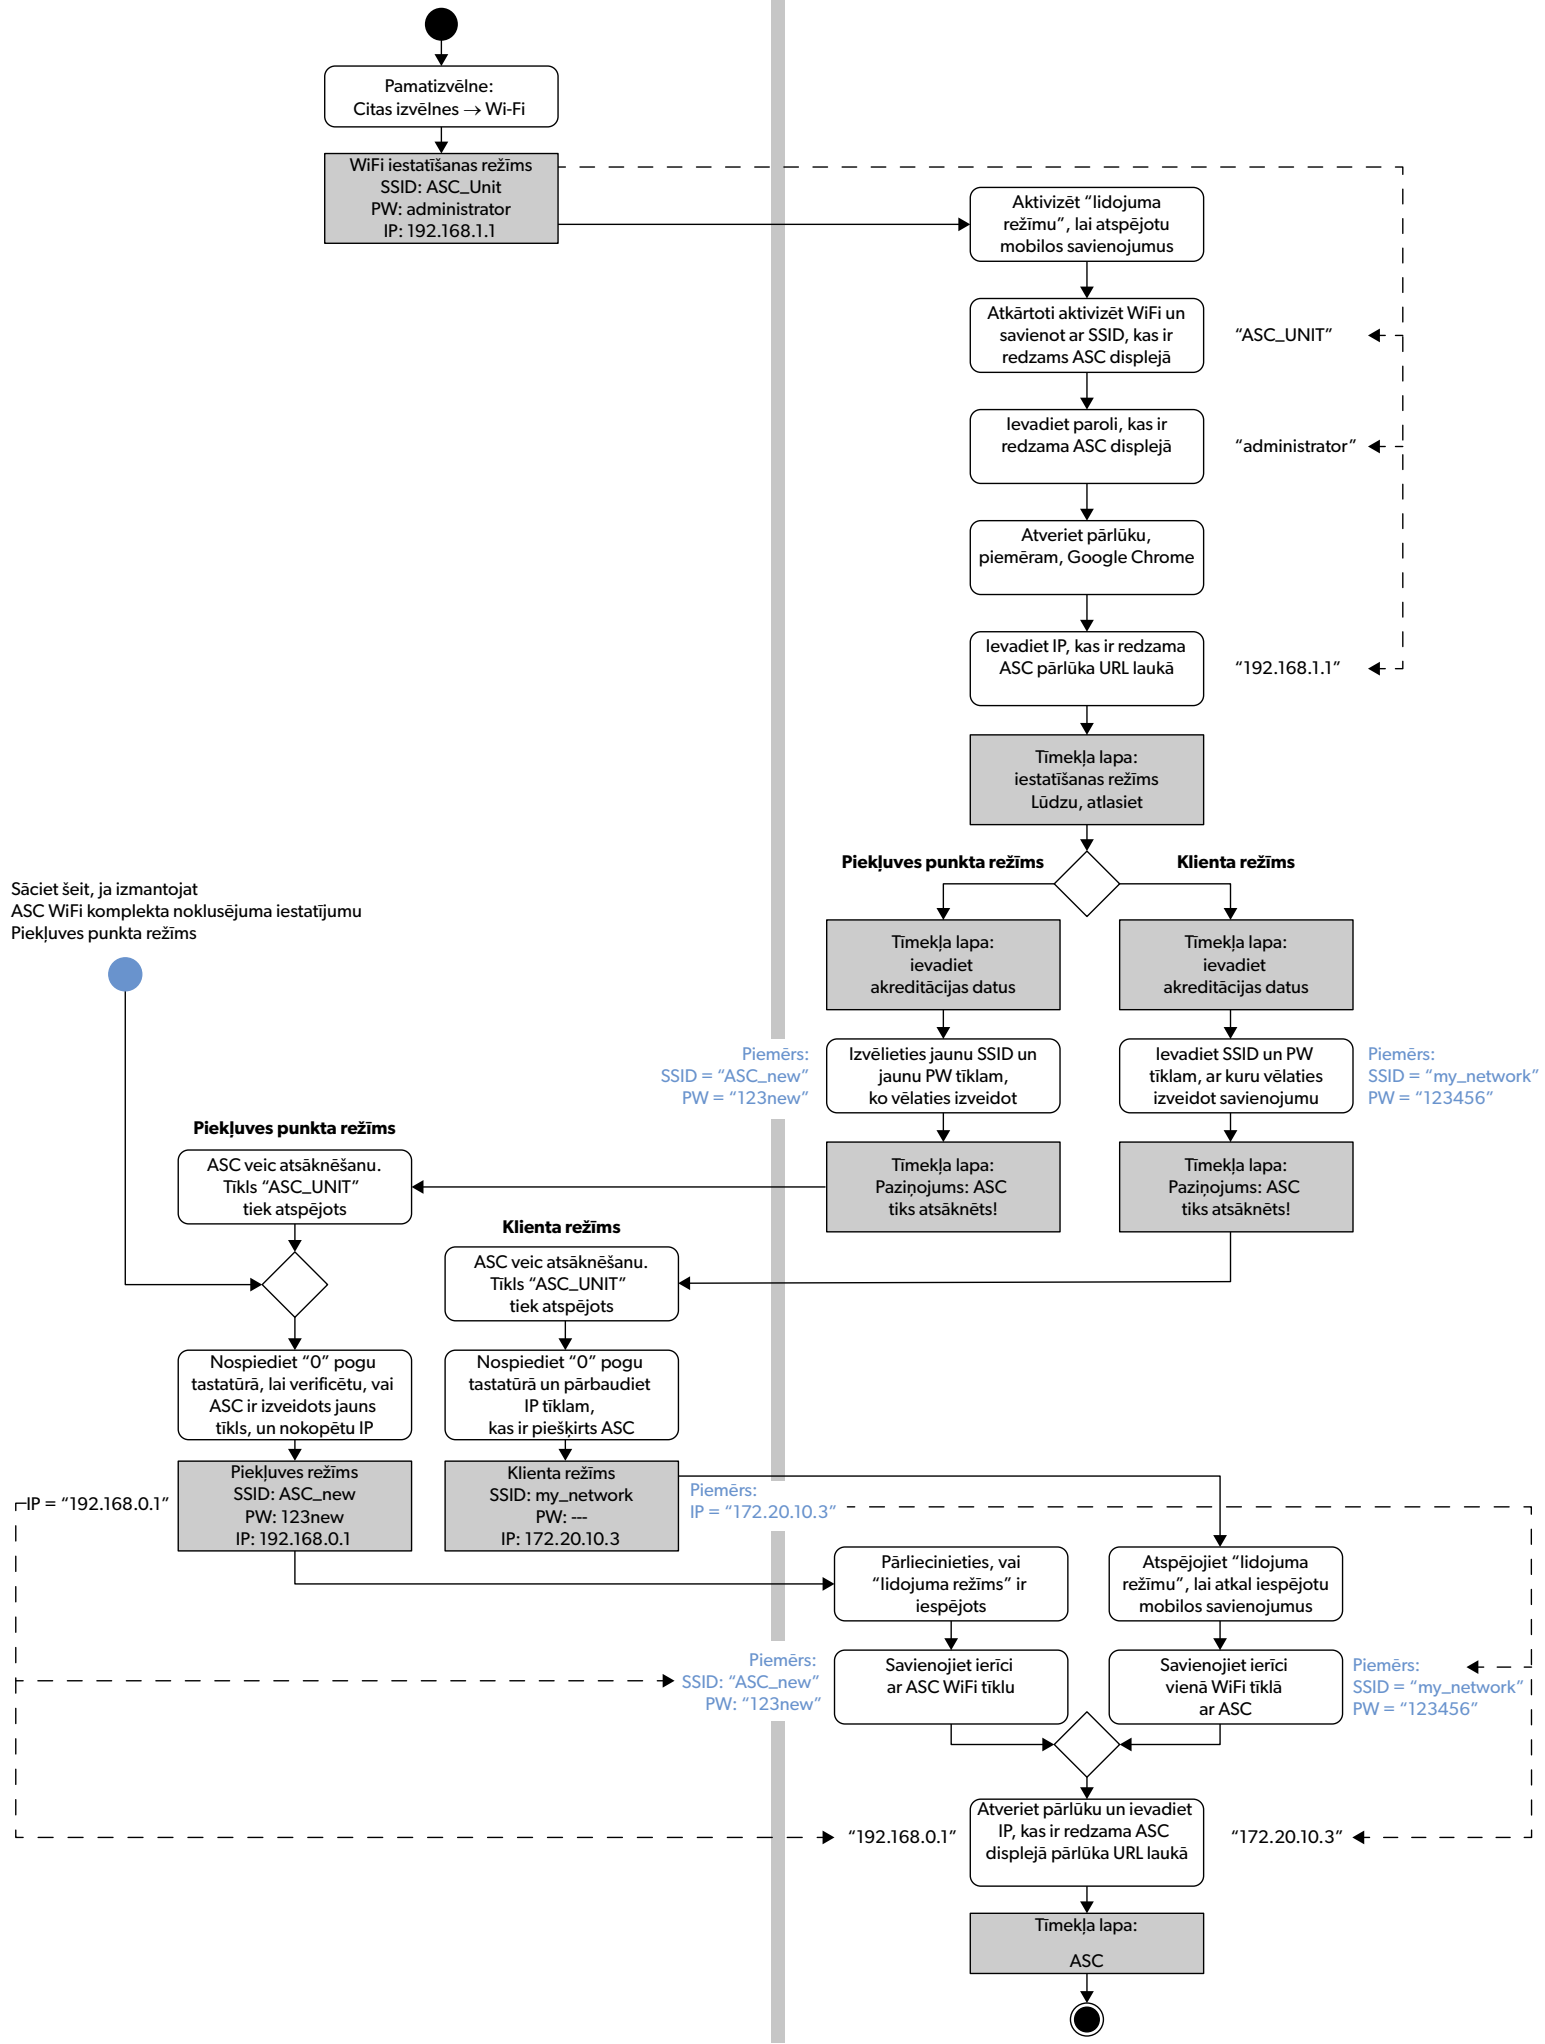 Pamatizvēlne:
Citas izvēlnes → Wi-Fi
WiFi iestatīšanas režīms
SSID: ASC_Unit
PW: administrator
IP: 192.168.1.1
Aktivizēt “lidojuma
režīmu”, lai atspējotu
mobilos savienojumus
Atkārtoti aktivizēt WiFi un
savienot ar SSID, kas ir
redzams ASC displejā
“ASC_UNIT”
Ievadiet paroli, kas ir
redzama ASC displejā
“administrator”
Atveriet pārlūku,
piemēram, Google Chrome
Ievadiet IP, kas ir redzama
ASC pārlūka URL laukā
“192.168.1.1”
Tīmekļa lapa:
iestatīšanas režīms
Lūdzu, atlasiet
Piekļuves punkta režīms
Klienta režīms
Sāciet šeit, ja izmantojat
ASC WiFi komplekta noklusējuma iestatījumu
Piekļuves punkta režīms
Tīmekļa lapa:
ievadiet
akreditācijas datus
Tīmekļa lapa:
ievadiet
akreditācijas datus
Piemērs:
SSID = “ASC_new”
PW = “123new”
Izvēlieties jaunu SSID un
jaunu PW tīklam,
ko vēlaties izveidot
Ievadiet SSID un PW
tīklam, ar kuru vēlaties
izveidot savienojumu
Piemērs:
SSID = “my_network”
PW = “123456”
Piekļuves punkta režīms
ASC veic atsāknēšanu.
Tīkls “ASC_UNIT”
tiek atspējots
Tīmekļa lapa:
Paziņojums: ASC
tiks atsāknēts!
Tīmekļa lapa:
Paziņojums: ASC
tiks atsāknēts!
Klienta režīms
ASC veic atsāknēšanu.
Tīkls “ASC_UNIT”
tiek atspējots
Nospiediet “0” pogu
tastatūrā, lai verificētu, vai
ASC ir izveidots jauns
tīkls, un nokopētu IP
Nospiediet “0” pogu
tastatūrā un pārbaudiet
IP tīklam,
kas ir piešķirts ASC
IP = “192.168.0.1”
Piekļuves režīms
SSID: ASC_new
PW: 123new
IP: 192.168.0.1
Klienta režīms
SSID: my_network
PW: ---
IP: 172.20.10.3
Piemērs:
IP = “172.20.10.3”
Pārliecinieties, vai
“lidojuma režīms” ir
iespējots
Atspējojiet “lidojuma
režīmu”, lai atkal iespējotu
mobilos savienojumus
Piemērs:
SSID: “ASC_new”
PW: “123new”
Savienojiet ierīci
ar ASC WiFi tīklu
Savienojiet ierīci
vienā WiFi tīklā
ar ASC
Piemērs:
SSID = “my_network”
PW = “123456”
“192.168.0.1”
Atveriet pārlūku un ievadiet
IP, kas ir redzama ASC
displejā pārlūka URL laukā
“172.20.10.3”
Tīmekļa lapa:
ASC